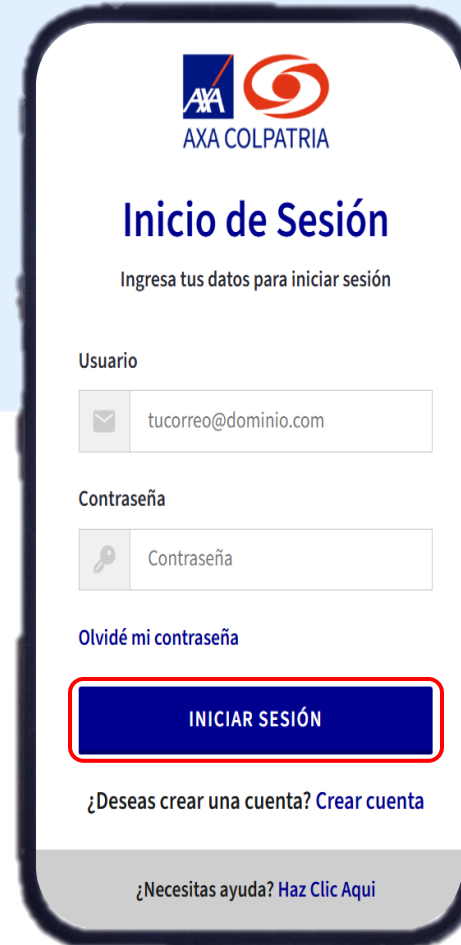 AXA
AXA COLPATRIA
Inicio de Sesión
Ingresa tus datos para iniciar sesión
Usuario
tucorreo@dominio.com
Contraseña
Contraseña
Olvidé mi contraseña
INICIAR SESIÓN
¿Deseas crear una cuenta? Crear cuenta
¿Necesitas ayuda? Haz Clic Aqui